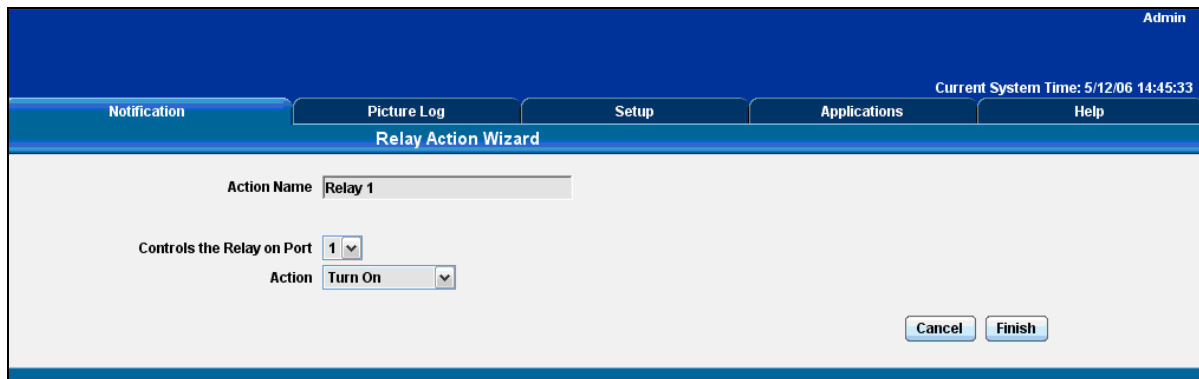 Admin
Current System Time: 5/12/06 14:45:33
Notification Picture Log Setup Applications Help
Relay Action Wizard
Action Name Relay 1
Controls the Relay on Port 1
Action Turn On
Cancel Finish